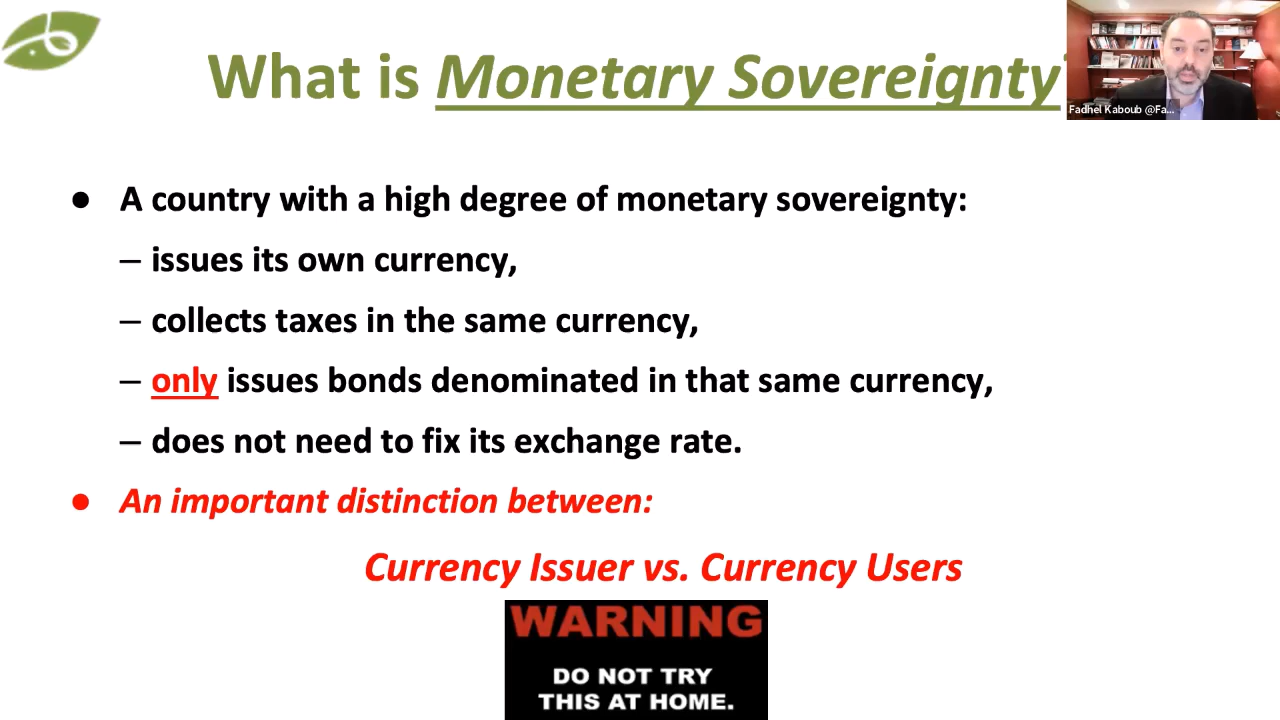 What is Monetary Sovereignty?
Fadhel Kaboub @Fa...
● A country with a high degree of monetary sovereignty:
– issues its own currency,
– collects taxes in the same currency,
– only issues bonds denominated in that same currency,
– does not need to fix its exchange rate.
● An important distinction between:
Currency Issuer vs. Currency Users
WARNING
DO NOT TRY
THIS AT HOME.